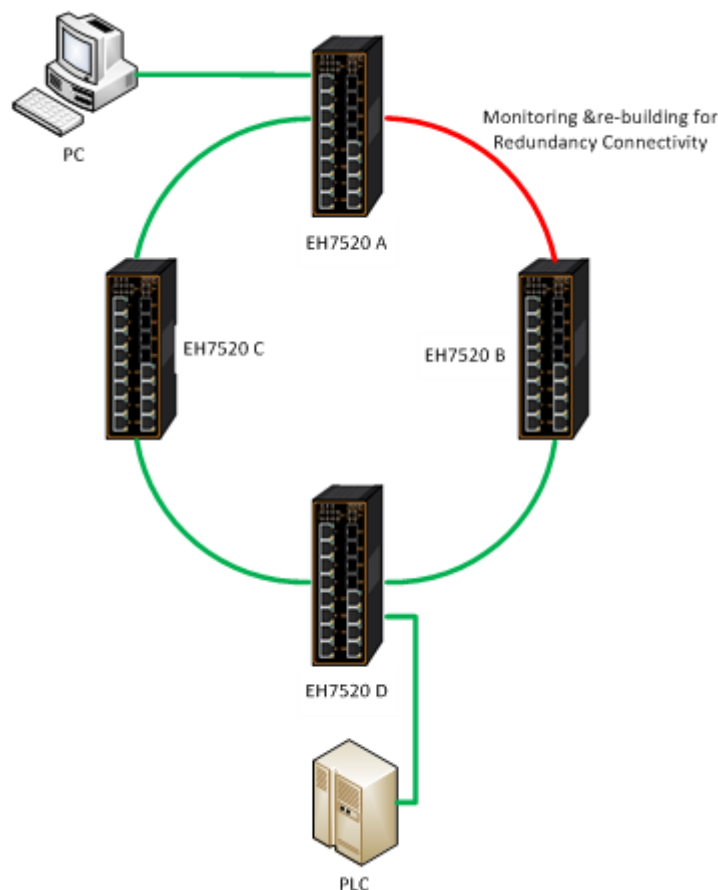 PC
EH7520 A
Monitoring &re-building for
Redundancy Connectivity
EH7520 C
EH7520 B
EH7520 D
PLC